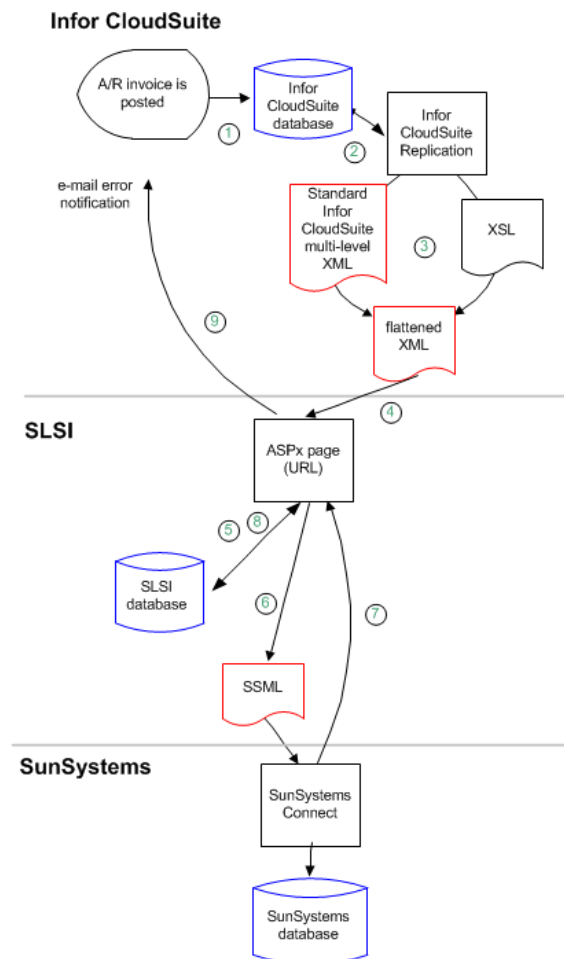 Infor CloudSuite
A/R invoice is
posted
Infor
CloudSuite
database
Infor
CloudSuite
Replication
1
2
e-mail error
notification
Standard
Infor
CloudSuite
multi-level
XML
3
XSL
9
flattened
XML
4
SLSI
ASPx page
(URL)
5
8
SLSI
database
6
7
SSML
SunSystems
SunSystems
Connect
SunSystems
database